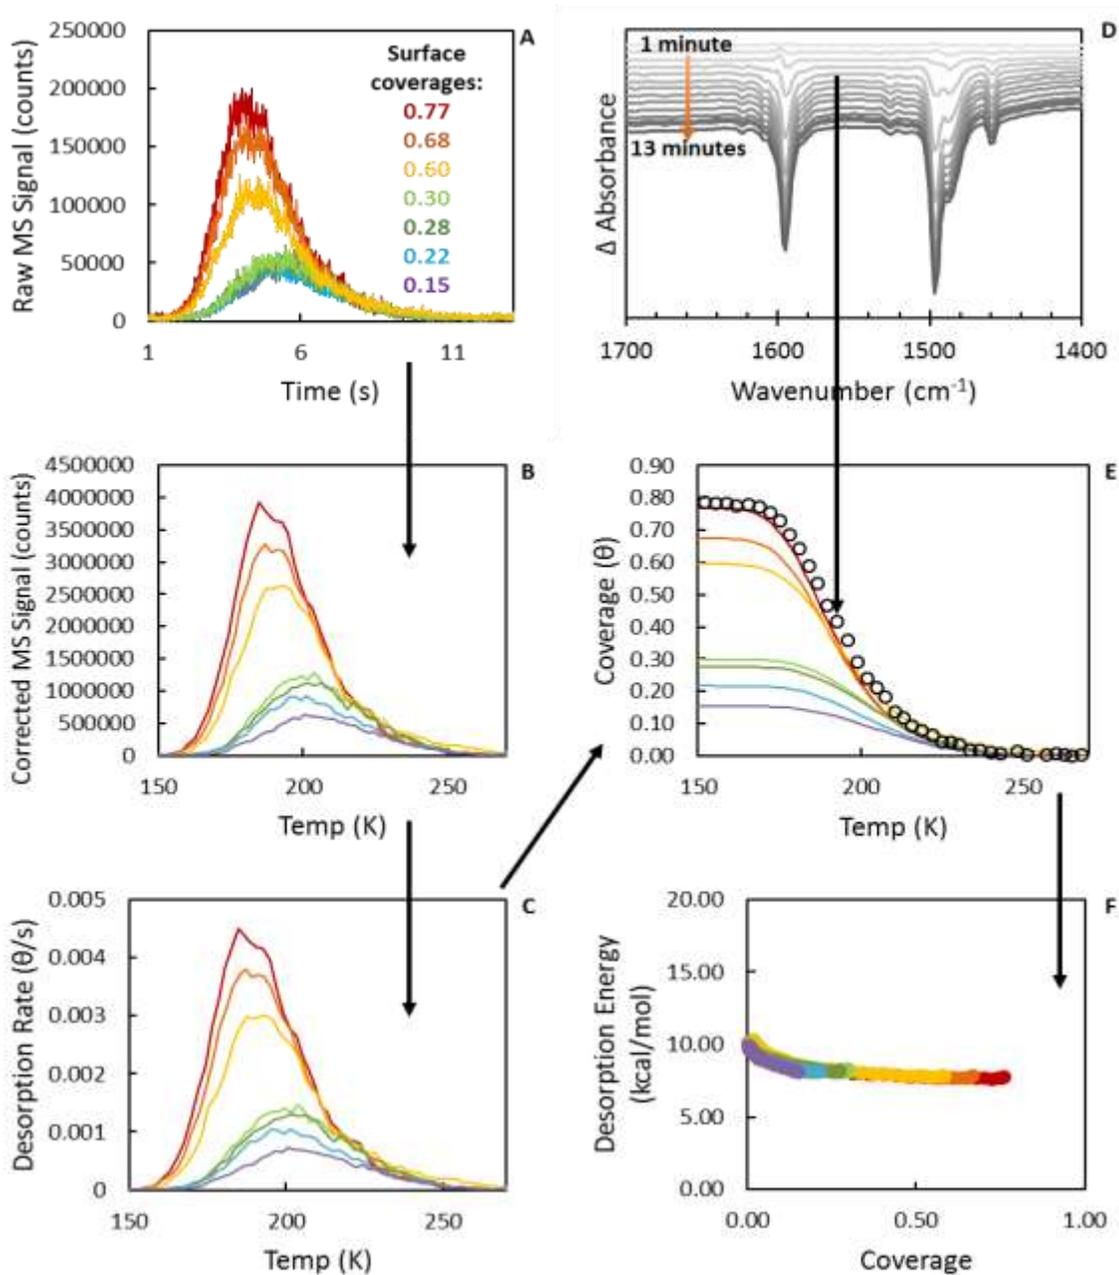 A
Raw MS Signal (counts)
250000
200000
150000
100000
50000
0
Surface
coverages:
0.77
0.68
0.60
0.30
0.28
0.22
0.15
1 6 11
Time (s)
D
1 minute
13 minutes
Δ Absorbance
1700 1600 1500 1400
Wavenumber (cm-1)
B
Corrected MS Signal (counts)
4500000
4000000
3500000
3000000
2500000
2000000
1500000
1000000
500000
0
150 200 250
Temp (K)
E
Coverage (θ)
0.90
0.80
0.70
0.60
0.50
0.40
0.30
0.20
0.10
0.00
150 200 250
Temp (K)
C
Desorption Rate (θ/s)
0.005
0.004
0.003
0.002
0.001
0
150 200 250
Temp (K)
F
Desorption Energy
(kcal/mol)
20.00
15.00
10.00
5.00
0.00
0.00 0.50 1.00
Coverage